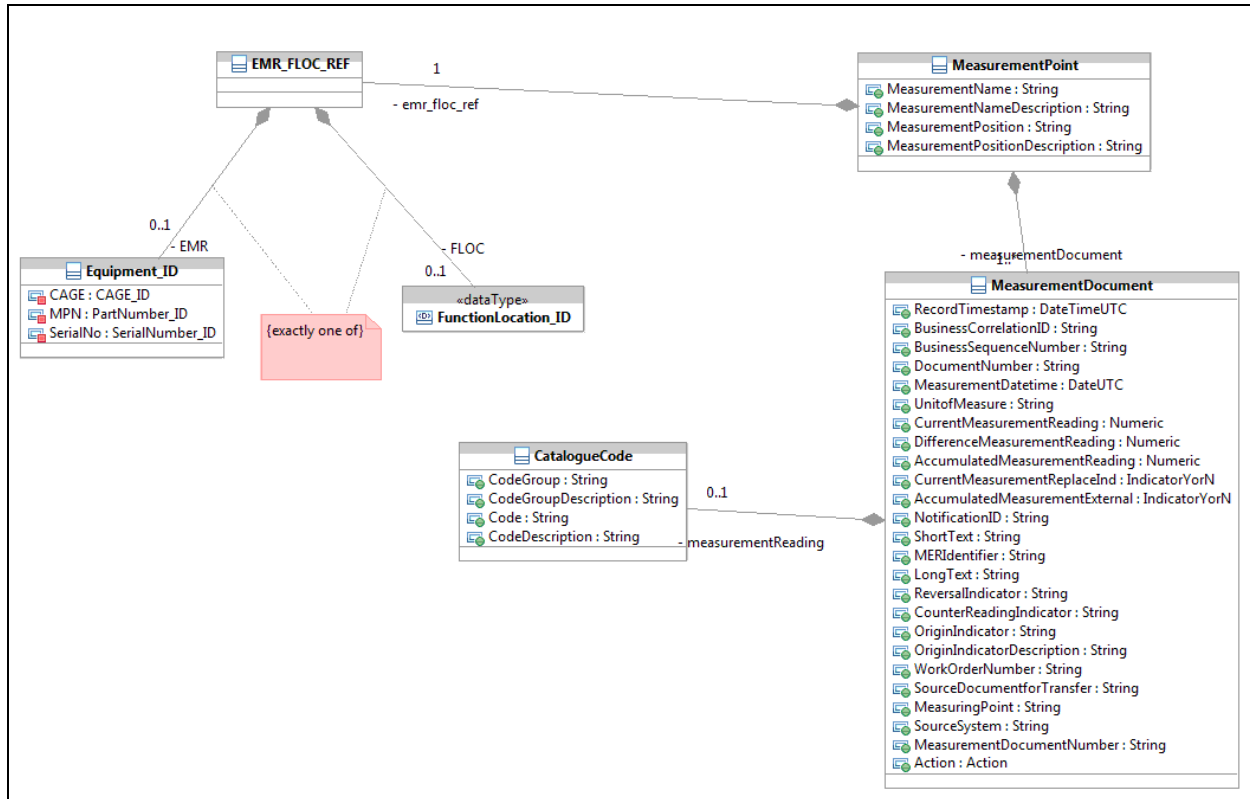 EMR_FLOC_REF
1
- emr_floc_ref
MeasurementPoint
MeasurementName : String
MeasurementNameDescription : String
MeasurementPosition : String
MeasurementPositionDescription : String
0..1
- EMR
- FLOC
0..1
Equipment_ID
CAGE : CAGE_ID
MPN : PartNumber_ID
SerialNo : SerialNumber_ID
{exactly one of}
«dataType»
FunctionLocation_ID
- measurementDocument
1..
MeasurementDocument
RecordTimestamp : DateTimeUTC
BusinessCorrelationID : String
BusinessSequenceNumber : String
DocumentNumber : String
MeasurementDatetime : DateUTC
UnitofMeasure : String
CurrentMeasurementReading : Numeric
DifferenceMeasurementReading : Numeric
AccumulatedMeasurementReading : Numeric
CurrentMeasurementReplaceInd : IndicatorYorN
AccumulatedMeasurementExternal : IndicatorYorN
NotificationID : String
ShortText : String
MERIdentifier : String
LongText : String
ReversalIndicator : String
CounterReadingIndicator : String
OriginIndicator : String
OriginIndicatorDescription : String
WorkOrderNumber : String
SourceDocumentforTransfer : String
MeasuringPoint : String
SourceSystem : String
MeasurementDocumentNumber : String
Action : Action
CatalogueCode
CodeGroup : String
CodeGroupDescription : String
Code : String
CodeDescription : String
0..1
- measurementReading